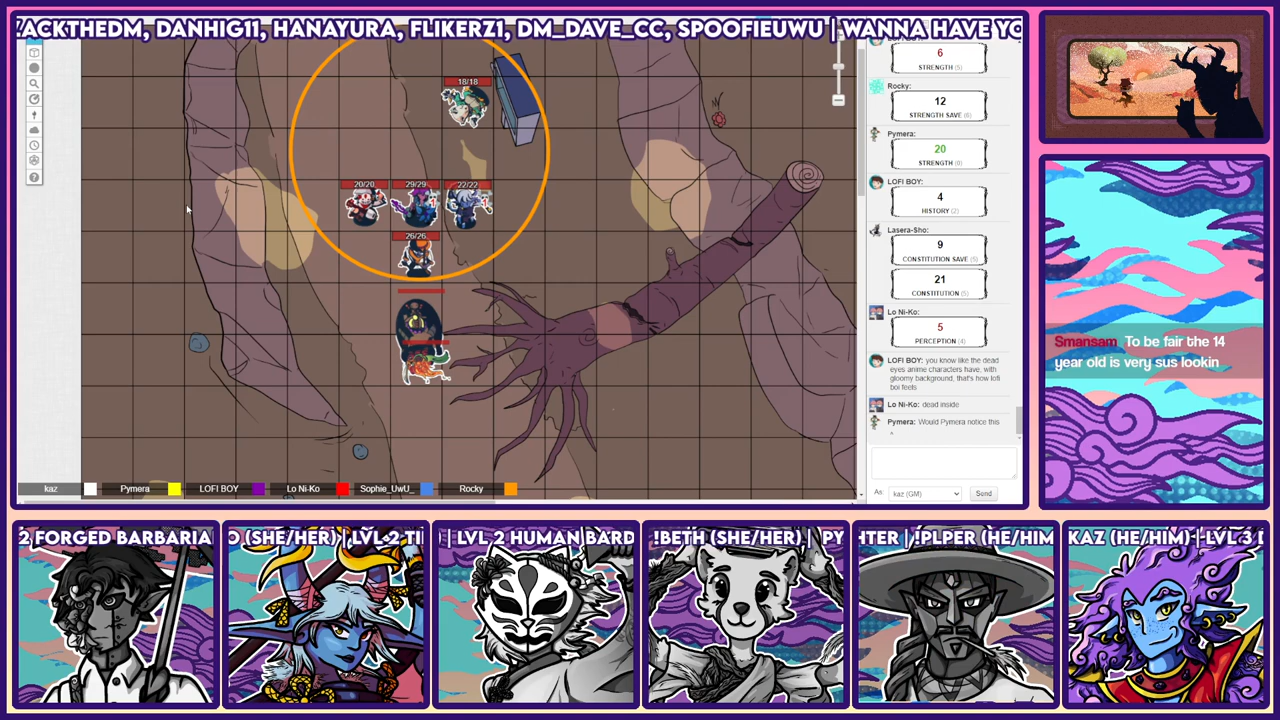 ZACKTHEDM, DANHIG11, HANAYURA, FLIKERZ1, DM_DAVE_CC, SPOOFIEUWU | WANNA HAVE YO
18/18
20/20
29/29
22/22
26/26
6
STRENGTH (5)
Rocky:
12
STRENGTH SAVE (6)
Pymera:
20
STRENGTH (0)
LOFI BOY:
4
HISTORY (2)
Lasera-Sho:
9
CONSTITUTION SAVE (5)
21
CONSTITUTION (5)
Lo Ni-Ko:
5
PERCEPTION (4)
LOFI BOY: you know like the dead
eyes anime characters have, with
gloomy background, that's how lofi
boi feels
Lo Ni-Ko: dead inside
Pymera: Would Pymera notice this
As:
kaz (GM)
Send
kaz
Pymera
LOFI BOY
Lo Ni-Ko
Sophie_UwU_
Rocky
Smansam To be fair the 14
year old is very sus lookin
2 FORGED BARBARIA
O (SHE/HER) | LVL 2 TI
| LVL 2 HUMAN BARD
!BETH (SHE/HER) | PY
HTER | !PLPER (HE/HIM
KAZ (HE/HIM) | LVL 3 D